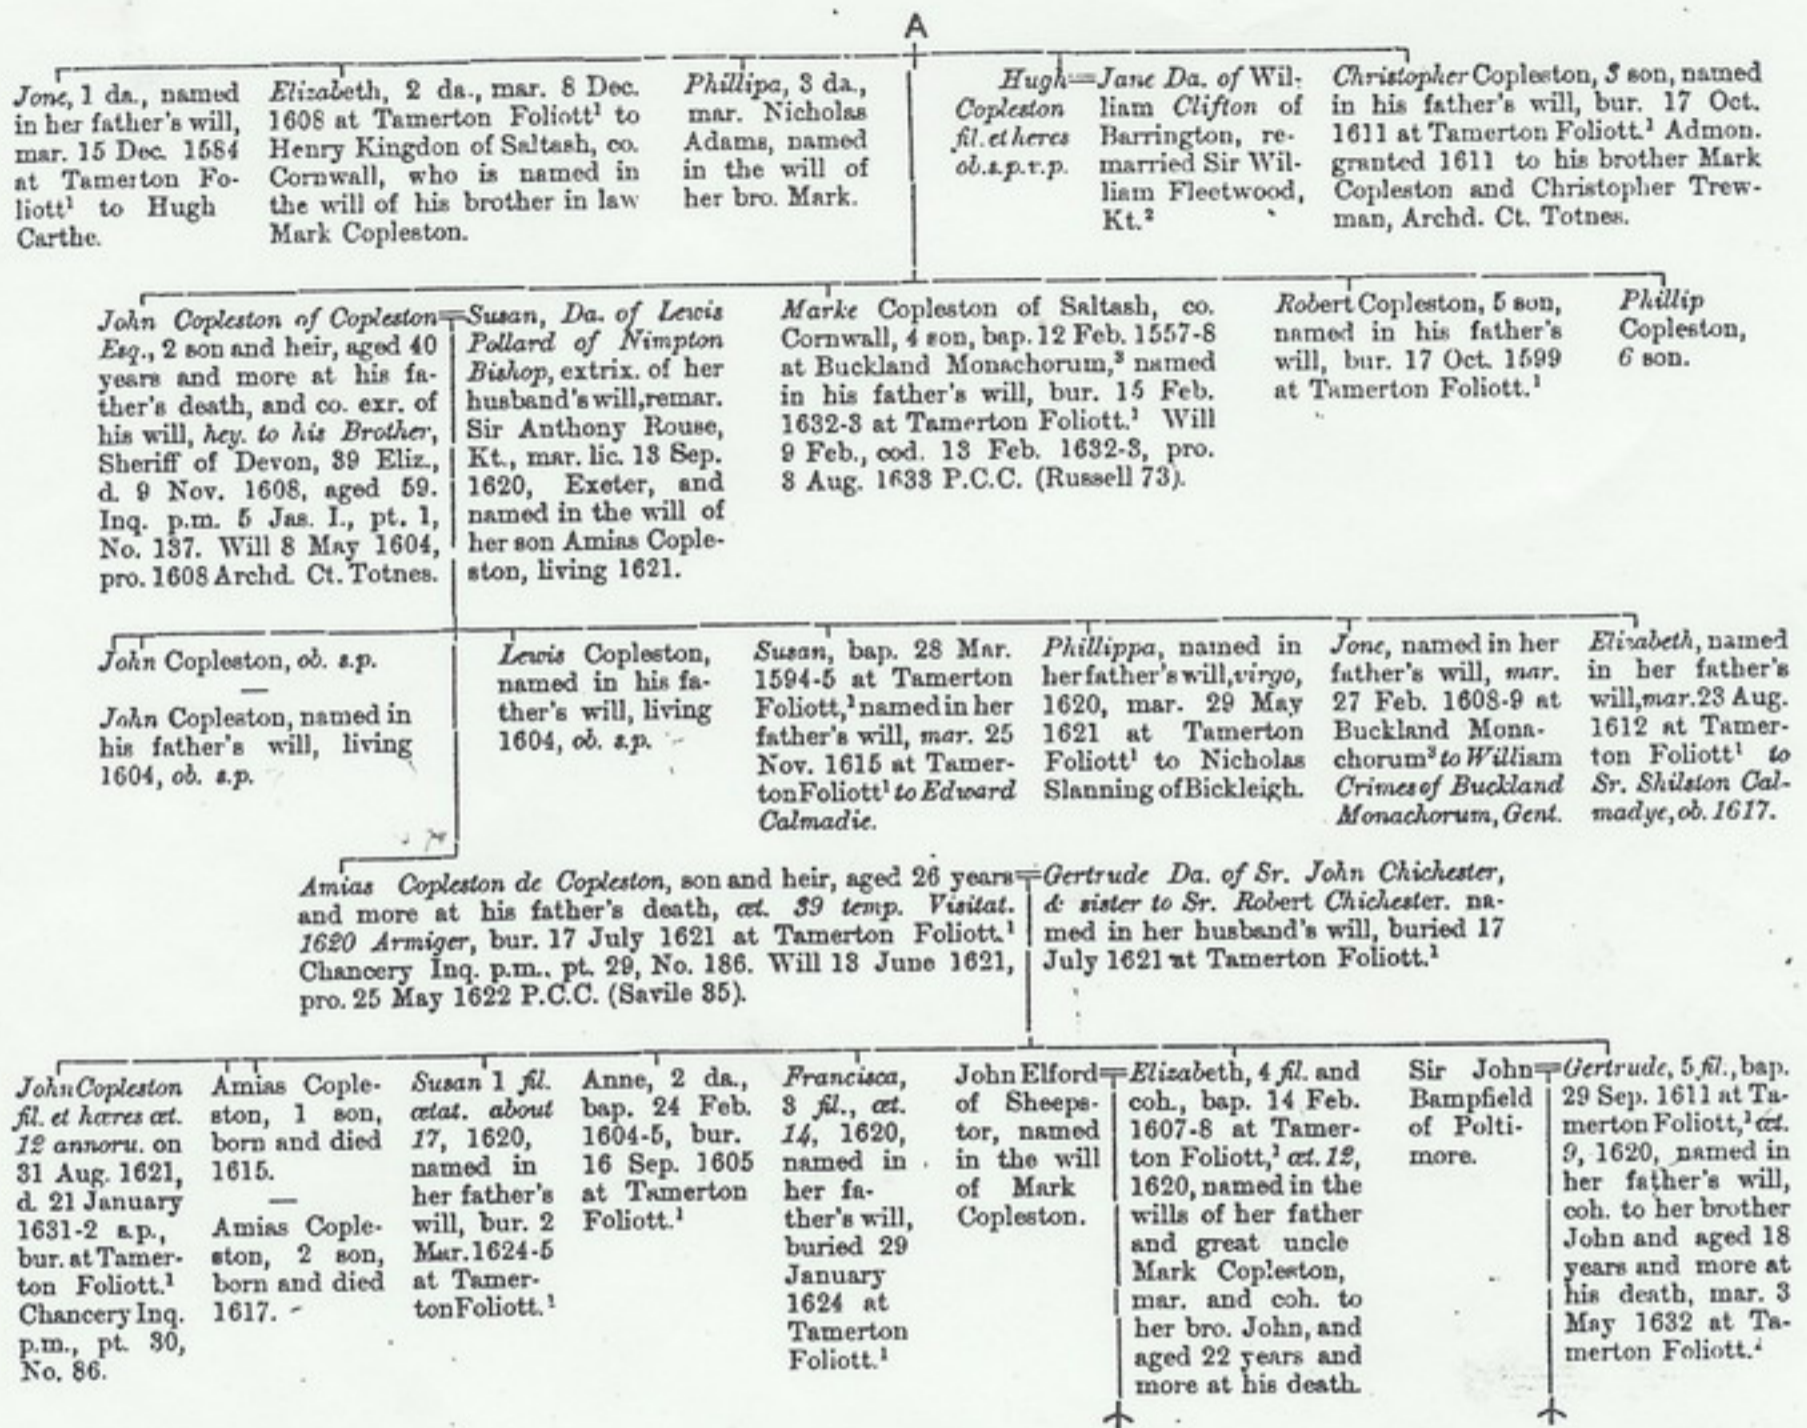 A
Jone, 1 da., named
in her father's will,
mar. 15 Dec. 1584
at Tamerton Fo-
liott¹ to Hugh
Carthe.
Elizabeth, 2 da., mar. 8 Dec.
1608 at Tamerton Foliott¹ to
Henry Kingdon of Saltash, co.
Cornwall, who is named in
the will of his brother in law
Mark Copleston.
Phillipa, 3 da.,
mar. Nicholas
Adams, named
in the will of
her bro. Mark.
Hugh
Copleston
fil. et heres
ob.s.p.v.p.
Jane Da. of Wil-
liam Clifton of
Barrington, re-
married Sir Wil-
liam Fleetwood,
Kt.²
Christopher Copleston, 3 son, named
in his father's will, bur. 17 Oct.
1611 at Tamerton Foliott.¹ Admon.
granted 1611 to his brother Mark
Copleston and Christopher Trew-
man, Archd. Ct. Totnes.
John Copleston of Copleston
Esq., 2 son and heir, aged 40
years and more at his fa-
ther's death, and co. exr. of
his will, hey. to his Brother,
Sheriff of Devon, 39 Eliz.,
d. 9 Nov. 1608, aged 59.
Inq. p.m. 5 Jas. I., pt. 1,
No. 137. Will 8 May 1604,
pro. 1608 Archd. Ct. Totnes.
Susan, Da. of Lewis
Pollard of Nimpton
Bishop, extrix. of her
husband's will, remar.
Sir Anthony Rouse,
Kt., mar. lic. 13 Sep.
1620, Exeter, and
named in the will of
her son Amias Cople-
ston, living 1621.
Marke Copleston of Saltash, co.
Cornwall, 4 son, bap. 12 Feb. 1557-8
at Buckland Monachorum,³ named
in his father's will, bur. 15 Feb.
1632-3 at Tamerton Foliott.¹ Will
9 Feb., cod. 13 Feb. 1632-3, pro.
3 Aug. 1633 P.C.C. (Russell 73).
Robert Copleston, 5 son,
named in his father's
will, bur. 17 Oct. 1599
at Tamerton Foliott.¹
Phillip
Copleston,
6 son.
John Copleston, ob. s.p.
—
John Copleston, named in
his father's will, living
1604, ob. s.p.
Lewis Copleston,
named in his fa-
ther's will, living
1604, ob. s.p.
Susan, bap. 28 Mar.
1594-5 at Tamerton
Foliott,¹ named in her
father's will, mar. 25
Nov. 1615 at Tamer-
ton Foliott¹ to Edward
Calmadie.
Phillippa, named in
her father's will, virgo,
1620, mar. 29 May
1621 at Tamerton
Foliott¹ to Nicholas
Slanning of Bickleigh.
Jone, named in her
father's will, mar.
27 Feb. 1608-9 at
Buckland Mona-
chorum³ to William
Crimes of Buckland
Monachorum, Gent.
Elizabeth, named
in her father's
will, mar. 23 Aug.
1612 at Tamer-
ton Foliott¹ to
Sr. Shilston Cal-
madye, ob. 1617.
Amias Copleston de Copleston, son and heir, aged 26 years
and more at his father's death, æt. 39 temp. Visitat.
1620 Armiger, bur. 17 July 1621 at Tamerton Foliott.¹
Chancery Inq. p.m., pt. 29, No. 186. Will 13 June 1621,
pro. 25 May 1622 P.C.C. (Savile 35).
Gertrude Da. of Sr. John Chichester,
& sister to Sr. Robert Chichester. na-
med in her husband's will, buried 17
July 1621 at Tamerton Foliott.¹
John Copleston
fil. et hæres æt.
12 annoru. on
31 Aug. 1621,
d. 21 January
1631-2 s.p.,
bur. at Tamer-
ton Foliott.¹
Chancery Inq.
p.m., pt. 30,
No. 86.
Amias Cople-
ston, 1 son,
born and died
1615.
—
Amias Cople-
ston, 2 son,
born and died
1617.
Susan 1 fil.
ætat. about
17, 1620,
named in
her father's
will, bur. 2
Mar. 1624-5
at Tamer-
ton Foliott.¹
Anne, 2 da.,
bap. 24 Feb.
1604-5, bur.
16 Sep. 1605
at Tamerton
Foliott.¹
Francisca,
3 fil., æt.
14, 1620,
named in
her fa-
ther's will,
buried 29
January
1624 at
Tamerton
Foliott.¹
John Elford
of Sheeps-
tor, named
in the will
of Mark
Copleston.
Elizabeth, 4 fil. and
coh., bap. 14 Feb.
1607-8 at Tamer-
ton Foliott,¹ æt. 12,
1620, named in the
wills of her father
and great uncle
Mark Copleston,
mar. and coh. to
her bro. John, and
aged 22 years and
more at his death.
Sir John
Bampfield
of Polti-
more.
Gertrude, 5 fil., bap.
29 Sep. 1611 at Ta-
merton Foliott,¹ æt.
9, 1620, named in
her father's will,
coh. to her brother
John and aged 18
years and more at
his death, mar. 3
May 1632 at Ta-
merton Foliott.¹